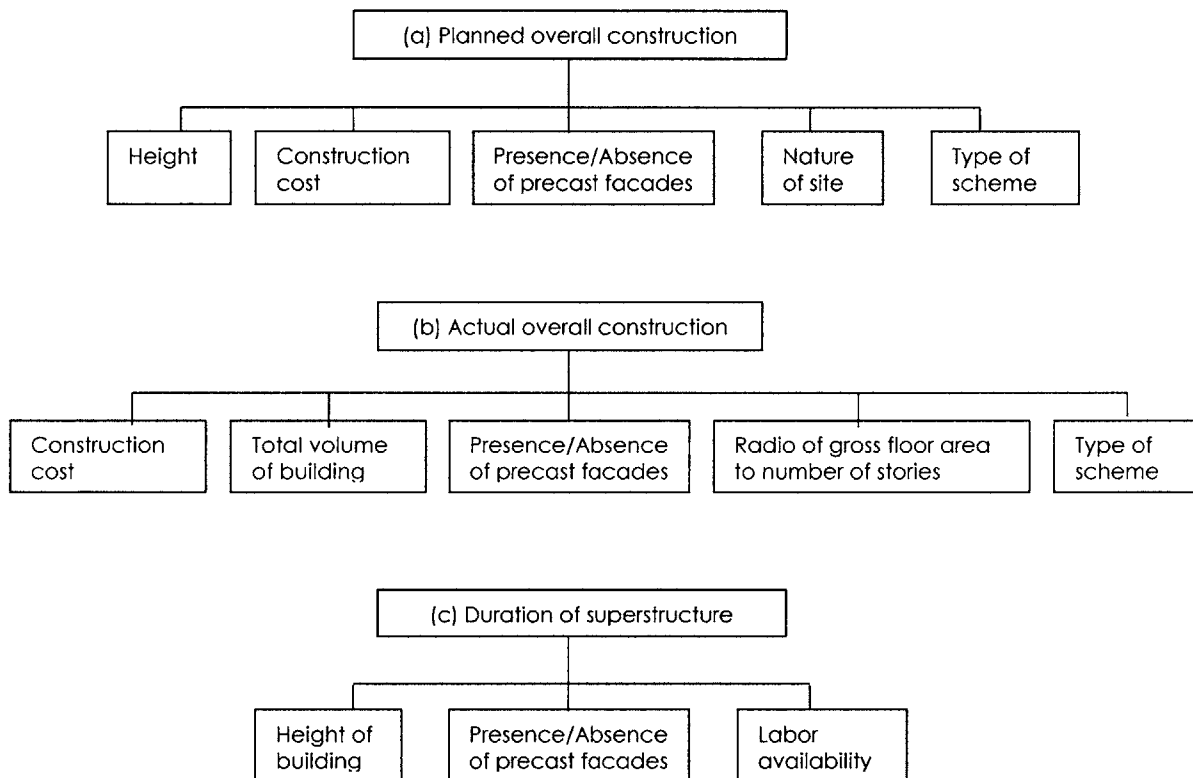 (a) Planned overall construction
Height
Construction
cost
Presence/Absence
of precast facades
Nature
of site
Type of
scheme
(b) Actual overall construction
Construction
cost
Total volume
of building
Presence/Absence
of precast facades
Radio of gross floor area
to number of stories
Type of
scheme
(c) Duration of superstructure
Height of
building
Presence/Absence
of precast facades
Labor
availability